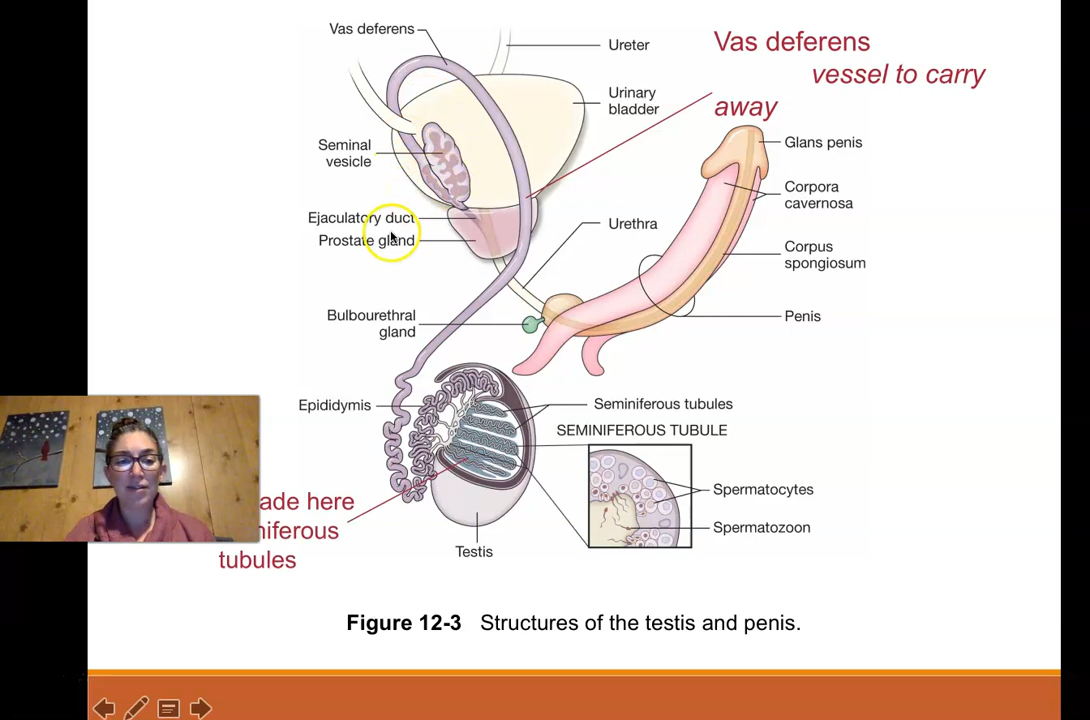 Vas deferens
Ureter
Vas deferens
vessel to carry
away
Urinary
bladder
Seminal
vesicle
Glans penis
Corpora
cavernosa
Ejaculatory duct
Prostate gland
Urethra
Corpus
spongiosum
Bulbourethral
gland
Penis
Epididymis
Seminiferous tubules
SEMINIFEROUS TUBULE
Spermatocytes
Spermatozoon
here
tubules
Testis
Figure 12-3 Structures of the testis and penis.